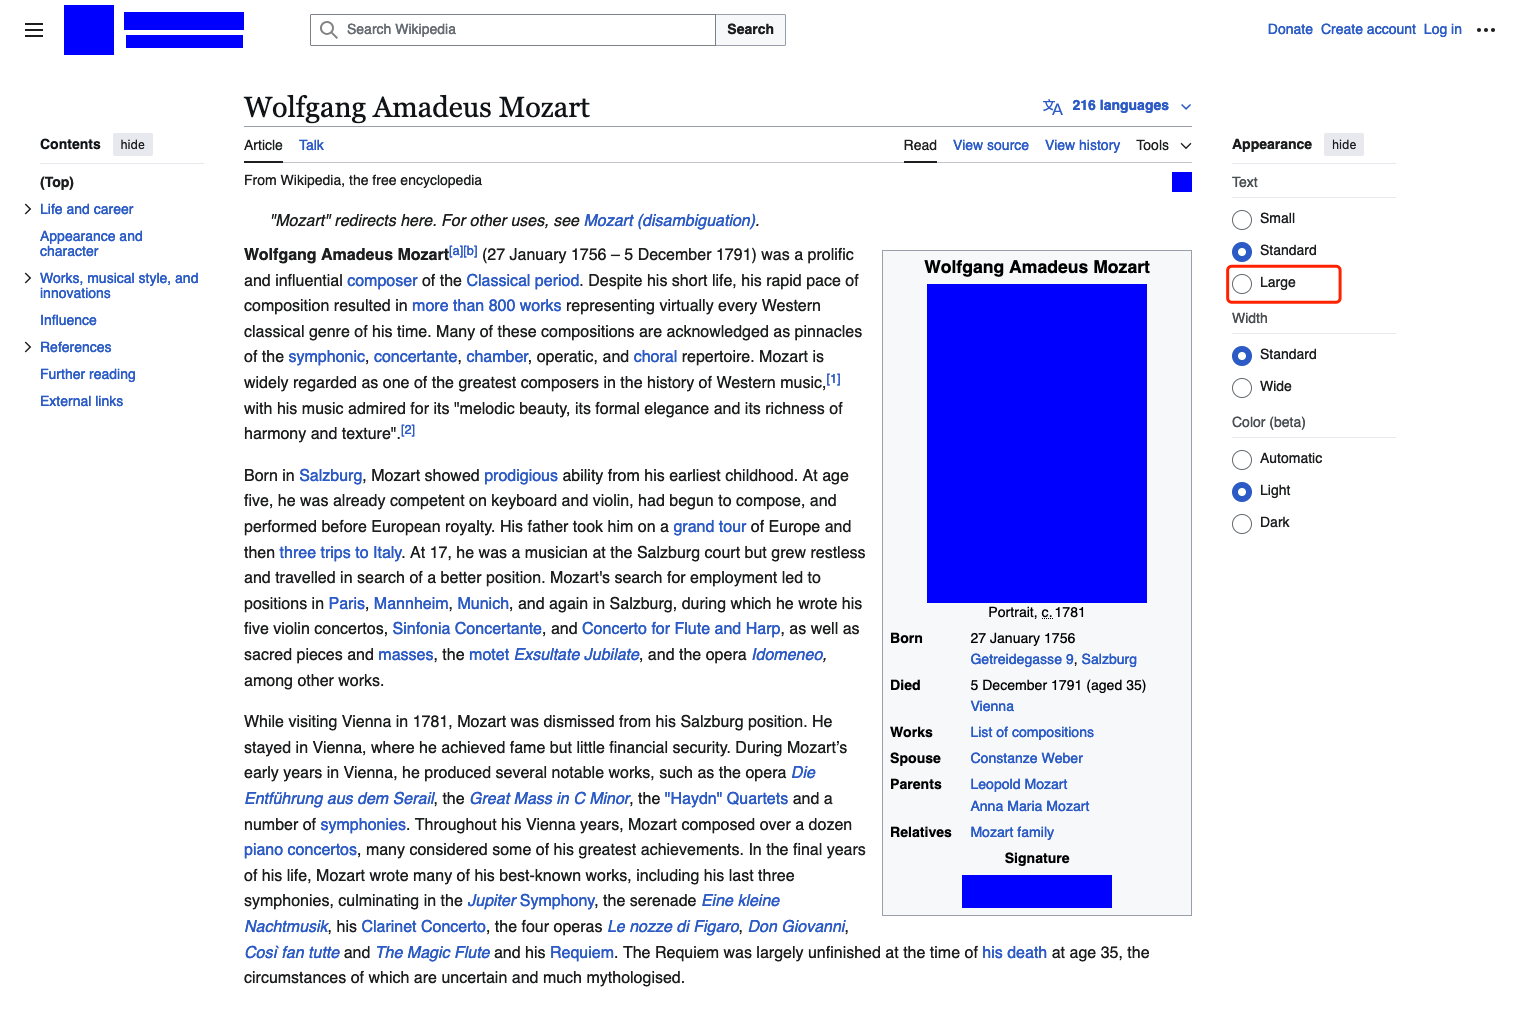 Search Wikipedia
Search
Donate Create account Log in
Wolfgang Amadeus Mozart
216 languages
Contents hide
(Top)
Life and career
Appearance and
character
Works, musical style, and
innovations
Influence
References
Further reading
External links
Article Talk
Read View source View history Tools
From Wikipedia, the free encyclopedia
"Mozart" redirects here. For other uses, see Mozart (disambiguation).
Wolfgang Amadeus Mozart[a][b] (27 January 1756 – 5 December 1791) was a prolific
and influential composer of the Classical period. Despite his short life, his rapid pace of
composition resulted in more than 800 works representing virtually every Western
classical genre of his time. Many of these compositions are acknowledged as pinnacles
of the symphonic, concertante, chamber, operatic, and choral repertoire. Mozart is
widely regarded as one of the greatest composers in the history of Western music,[1]
with his music admired for its "melodic beauty, its formal elegance and its richness of
harmony and texture".[2]
Born in Salzburg, Mozart showed prodigious ability from his earliest childhood. At age
five, he was already competent on keyboard and violin, had begun to compose, and
performed before European royalty. His father took him on a grand tour of Europe and
then three trips to Italy. At 17, he was a musician at the Salzburg court but grew restless
and travelled in search of a better position. Mozart's search for employment led to
positions in Paris, Mannheim, Munich, and again in Salzburg, during which he wrote his
five violin concertos, Sinfonia Concertante, and Concerto for Flute and Harp, as well as
sacred pieces and masses, the motet Exsultate Jubilate, and the opera Idomeneo,
among other works.
While visiting Vienna in 1781, Mozart was dismissed from his Salzburg position. He
stayed in Vienna, where he achieved fame but little financial security. During Mozart’s
early years in Vienna, he produced several notable works, such as the opera Die
Entführung aus dem Serail, the Great Mass in C Minor, the "Haydn" Quartets and a
number of symphonies. Throughout his Vienna years, Mozart composed over a dozen
piano concertos, many considered some of his greatest achievements. In the final years
of his life, Mozart wrote many of his best-known works, including his last three
symphonies, culminating in the Jupiter Symphony, the serenade Eine kleine
Nachtmusik, his Clarinet Concerto, the four operas Le nozze di Figaro, Don Giovanni,
Così fan tutte and The Magic Flute and his Requiem. The Requiem was largely unfinished at the time of his death at age 35, the
circumstances of which are uncertain and much mythologised.
Wolfgang Amadeus Mozart
Portrait, c. 1781
Born 27 January 1756
Getreidegasse 9, Salzburg
Died 5 December 1791 (aged 35)
Vienna
Works List of compositions
Spouse Constanze Weber
Parents Leopold Mozart
Anna Maria Mozart
Relatives Mozart family
Signature
Appearance hide
Text
Small
Standard
Large
Width
Standard
Wide
Color (beta)
Automatic
Light
Dark